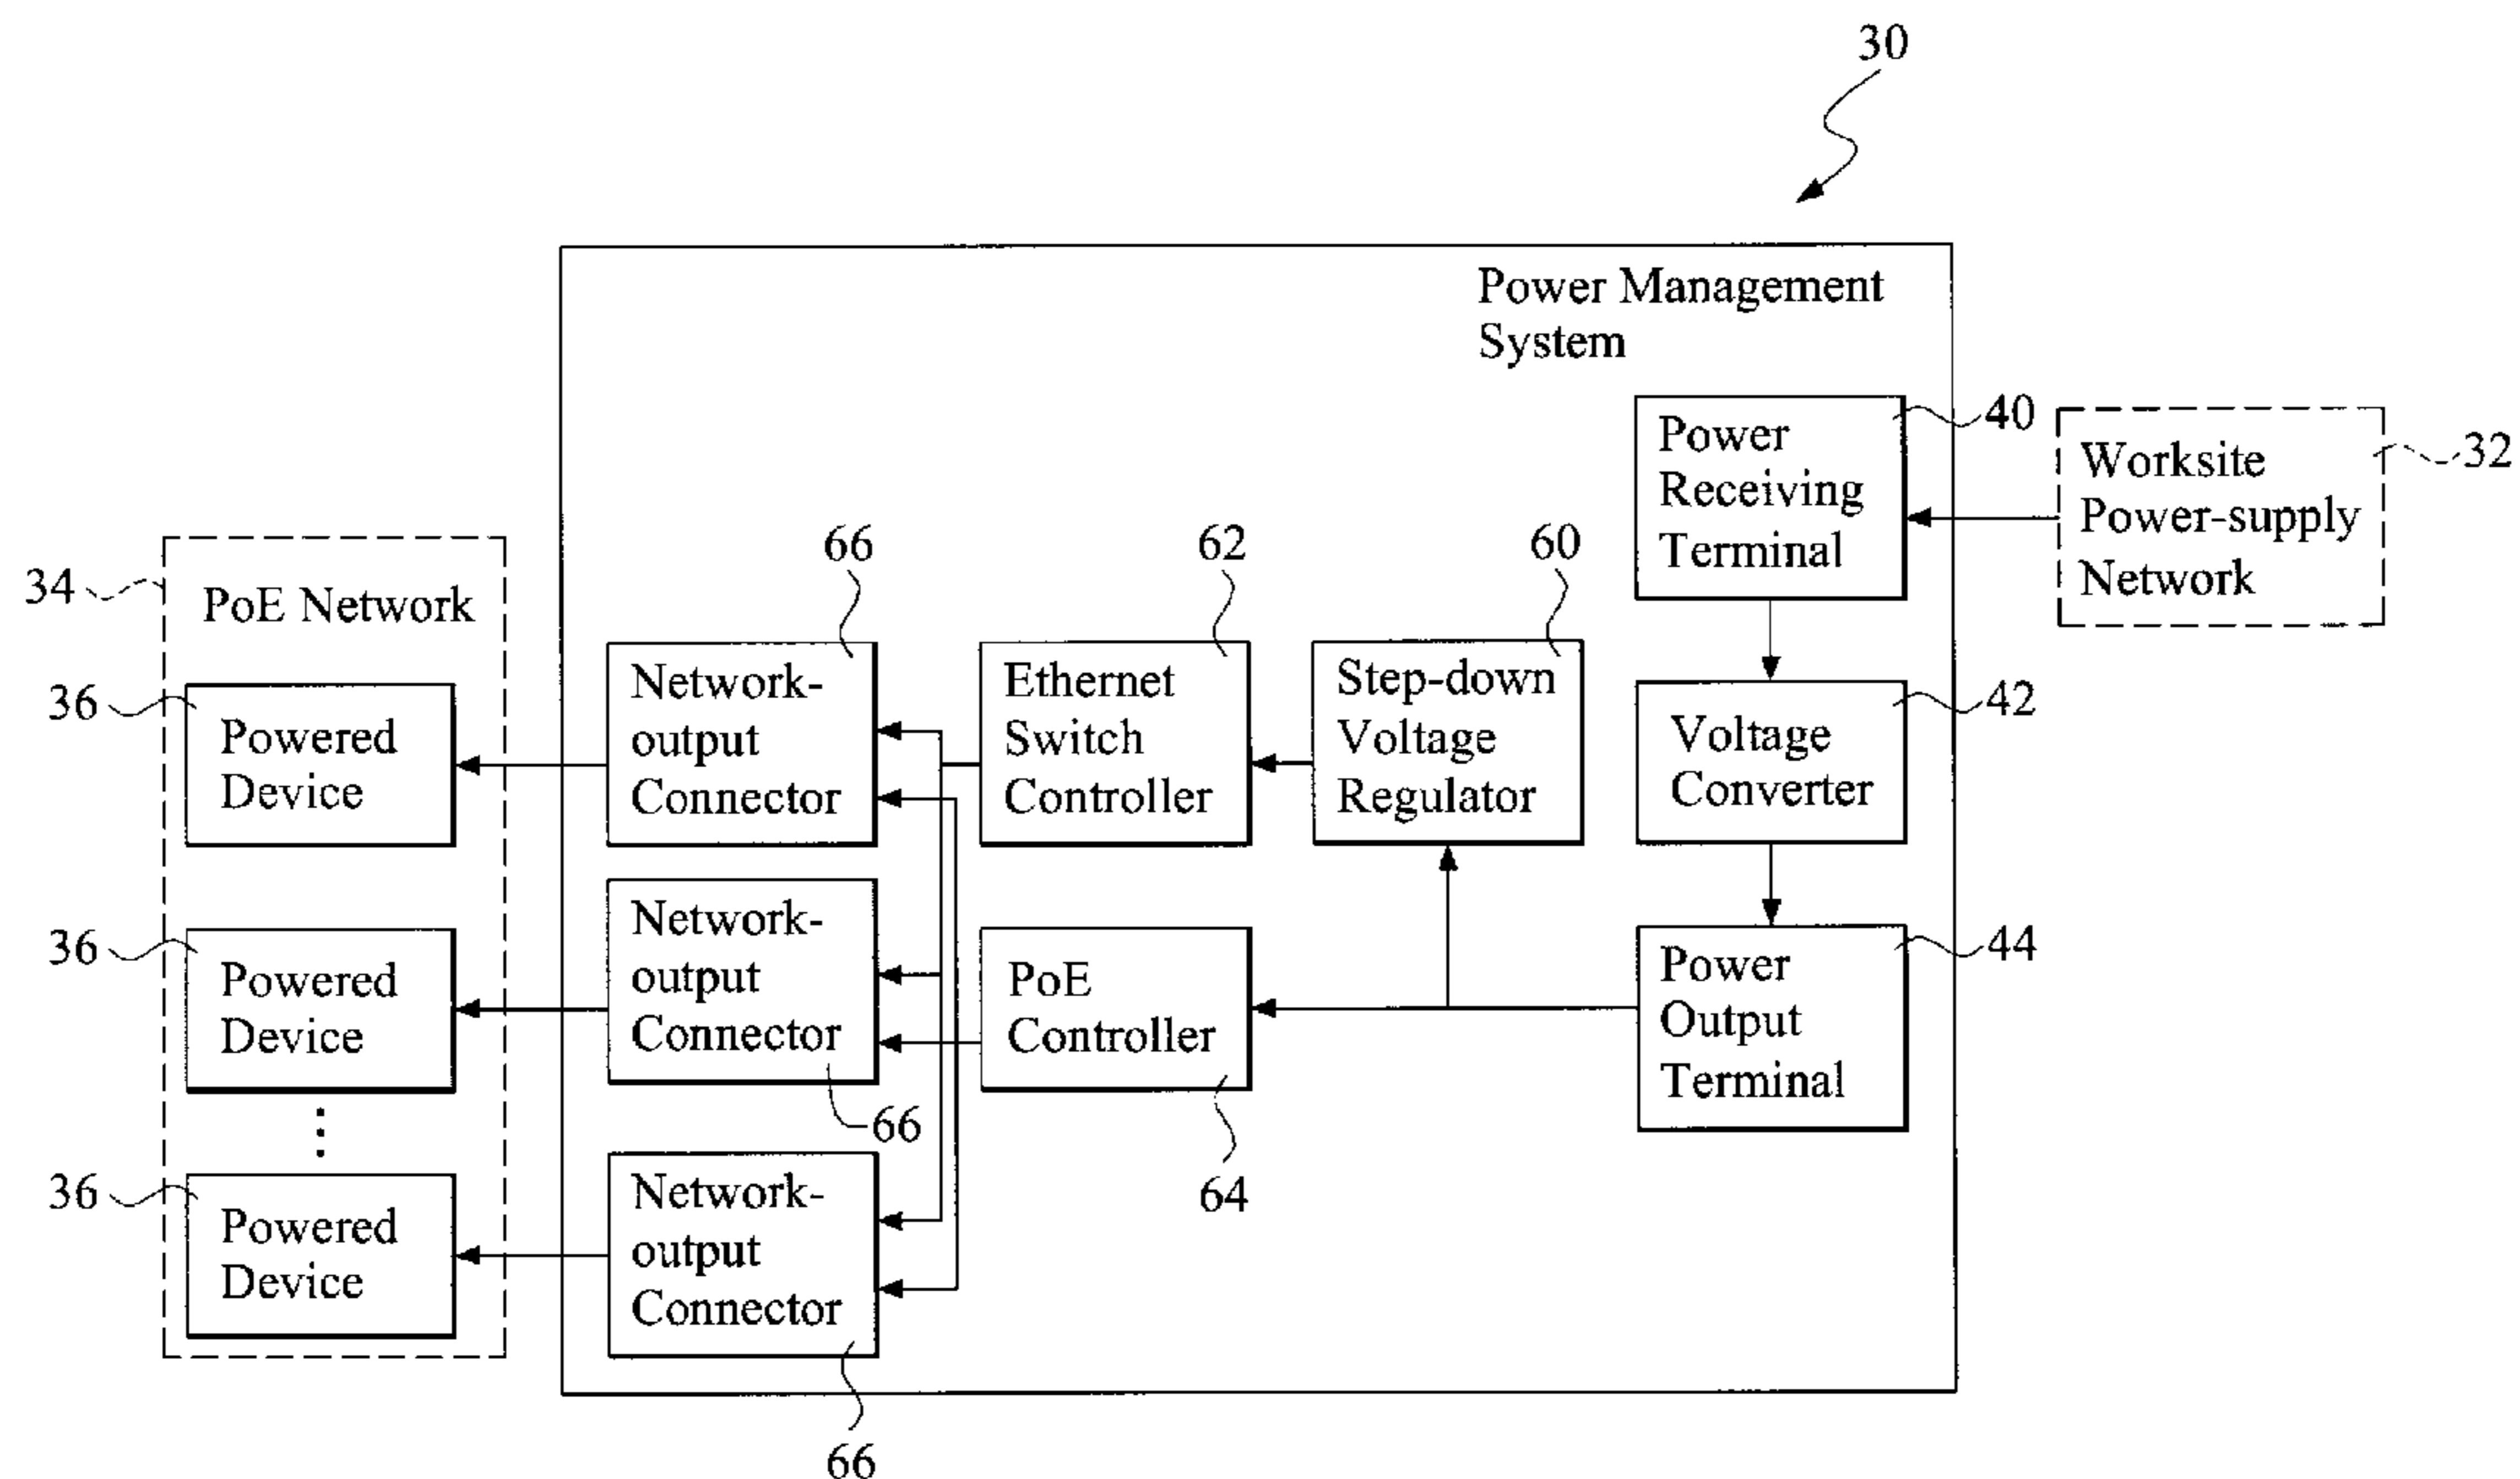 30
Power Management
System
40
Power
Receiving
Terminal
Worksite
Power-supply
Network
32
34
PoE Network
66
62
60
36
Powered
Device
Network-
output
Connector
Ethernet
Switch
Controller
Step-down
Voltage
Regulator
42
Voltage
Converter
36
Powered
Device
Network-
output
Connector
66
PoE
Controller
64
44
Power
Output
Terminal
36
Powered
Device
Network-
output
Connector
66